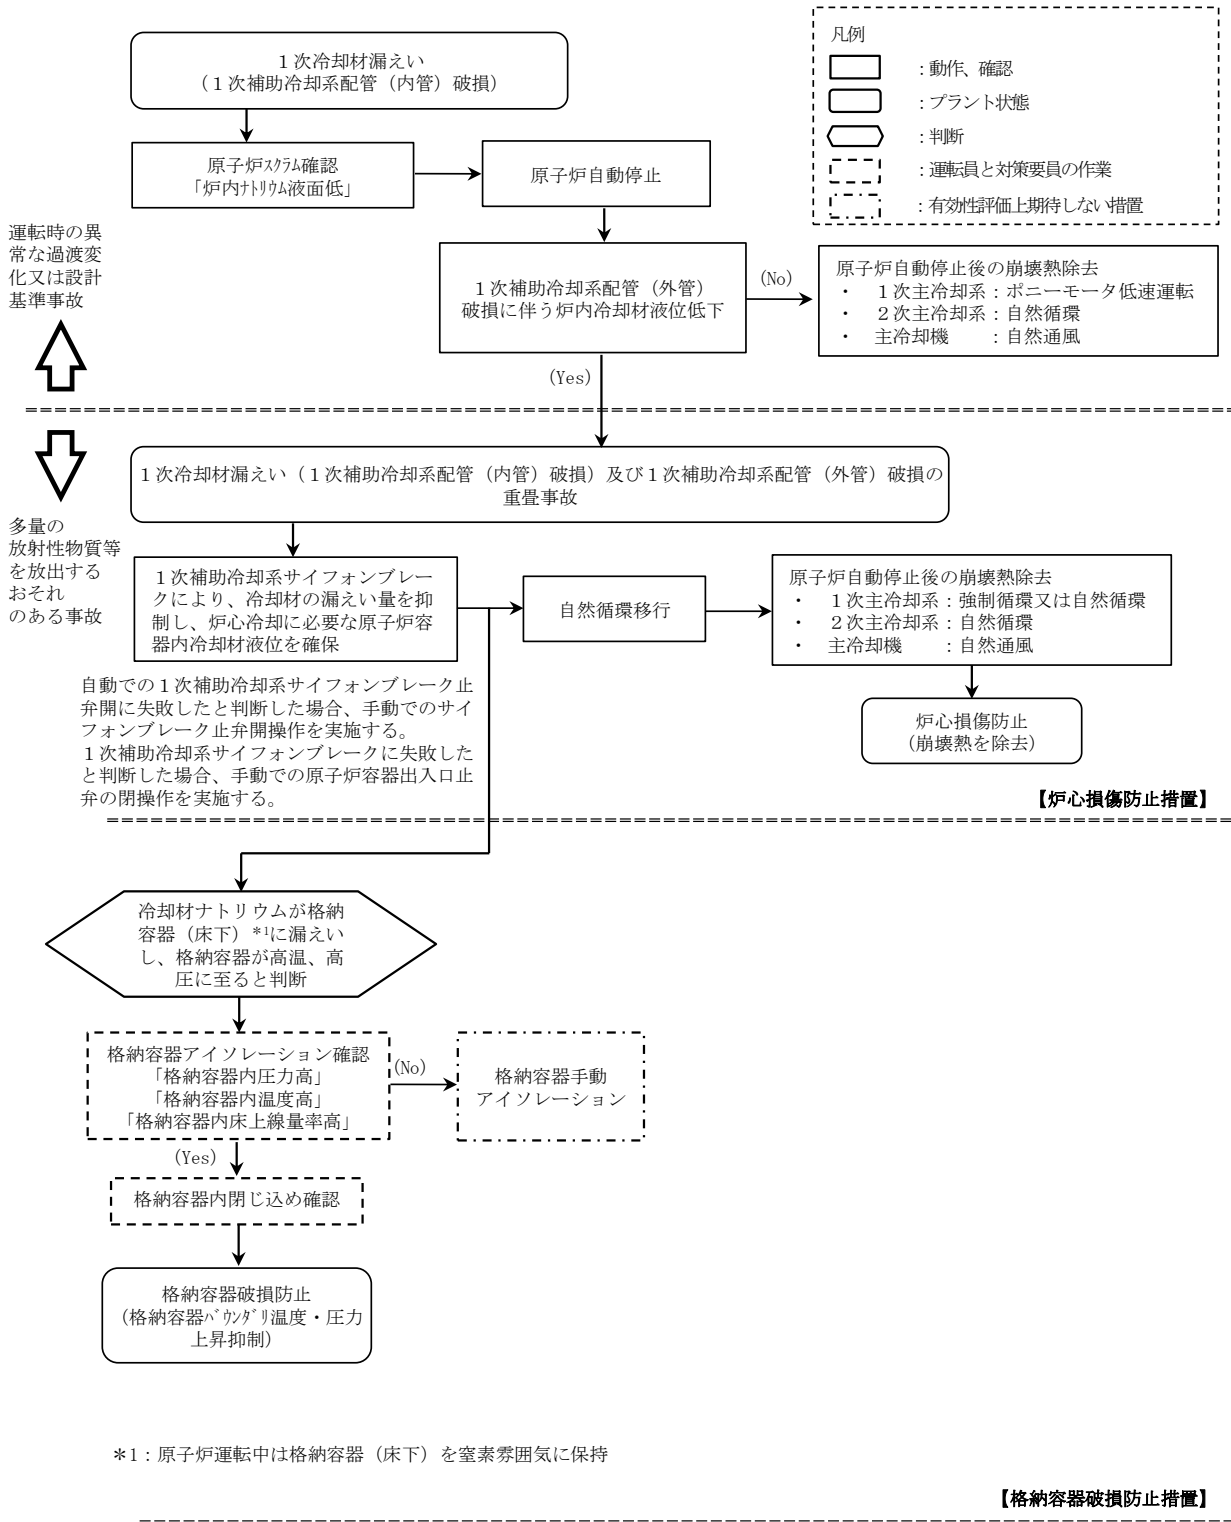 凡例
：動作、確認
：プラント状態
：判断
：運転員と対策要員の作業
：有効性評価上期待しない措置
１次冷却材漏えい
（１次補助冷却系配管（内管）破損）
原子炉ｽｸﾗﾑ確認
「炉内ﾅﾄﾘｳﾑ液面低」
原子炉自動停止
運転時の異
常な過渡変
化又は設計
基準事故
１次補助冷却系配管（外管）
破損に伴う炉内冷却材液位低下
(No)
原子炉自動停止後の崩壊熱除去
・　１次主冷却系：ポニーモータ低速運転
・　２次主冷却系：自然循環
・　主冷却機　　：自然通風
(Yes)
多量の
放射性物質等
を放出する
おそれ
のある事故
１次冷却材漏えい（１次補助冷却系配管（内管）破損）及び１次補助冷却系配管（外管）破損の
重畳事故
１次補助冷却系サイフォンブレー
クにより、冷却材の漏えい量を抑
制し、炉心冷却に必要な原子炉容
器内冷却材液位を確保
自然循環移行
原子炉自動停止後の崩壊熱除去
・　１次主冷却系：強制循環又は自然循環
・　２次主冷却系：自然循環
・　主冷却機　　：自然通風
自動での１次補助冷却系サイフォンブレーク止
弁開に失敗したと判断した場合、手動でのサイ
フォンブレーク止弁開操作を実施する。
１次補助冷却系サイフォンブレークに失敗した
と判断した場合、手動での原子炉容器出入口止
弁の閉操作を実施する。
炉心損傷防止
（崩壊熱を除去）
【炉心損傷防止措置】
冷却材ナトリウムが格納
容器（床下）*1に漏えい
し、格納容器が高温、高
圧に至ると判断
格納容器アイソレーション確認
「格納容器内圧力高」
「格納容器内温度高」
「格納容器内床上線量率高」
(No)
格納容器手動
アイソレーション
(Yes)
格納容器内閉じ込め確認
格納容器破損防止
（格納容器ﾊﾞｳﾝﾀﾞﾘ温度・圧力
上昇抑制）
＊1：原子炉運転中は格納容器（床下）を窒素雰囲気に保持
【格納容器破損防止措置】